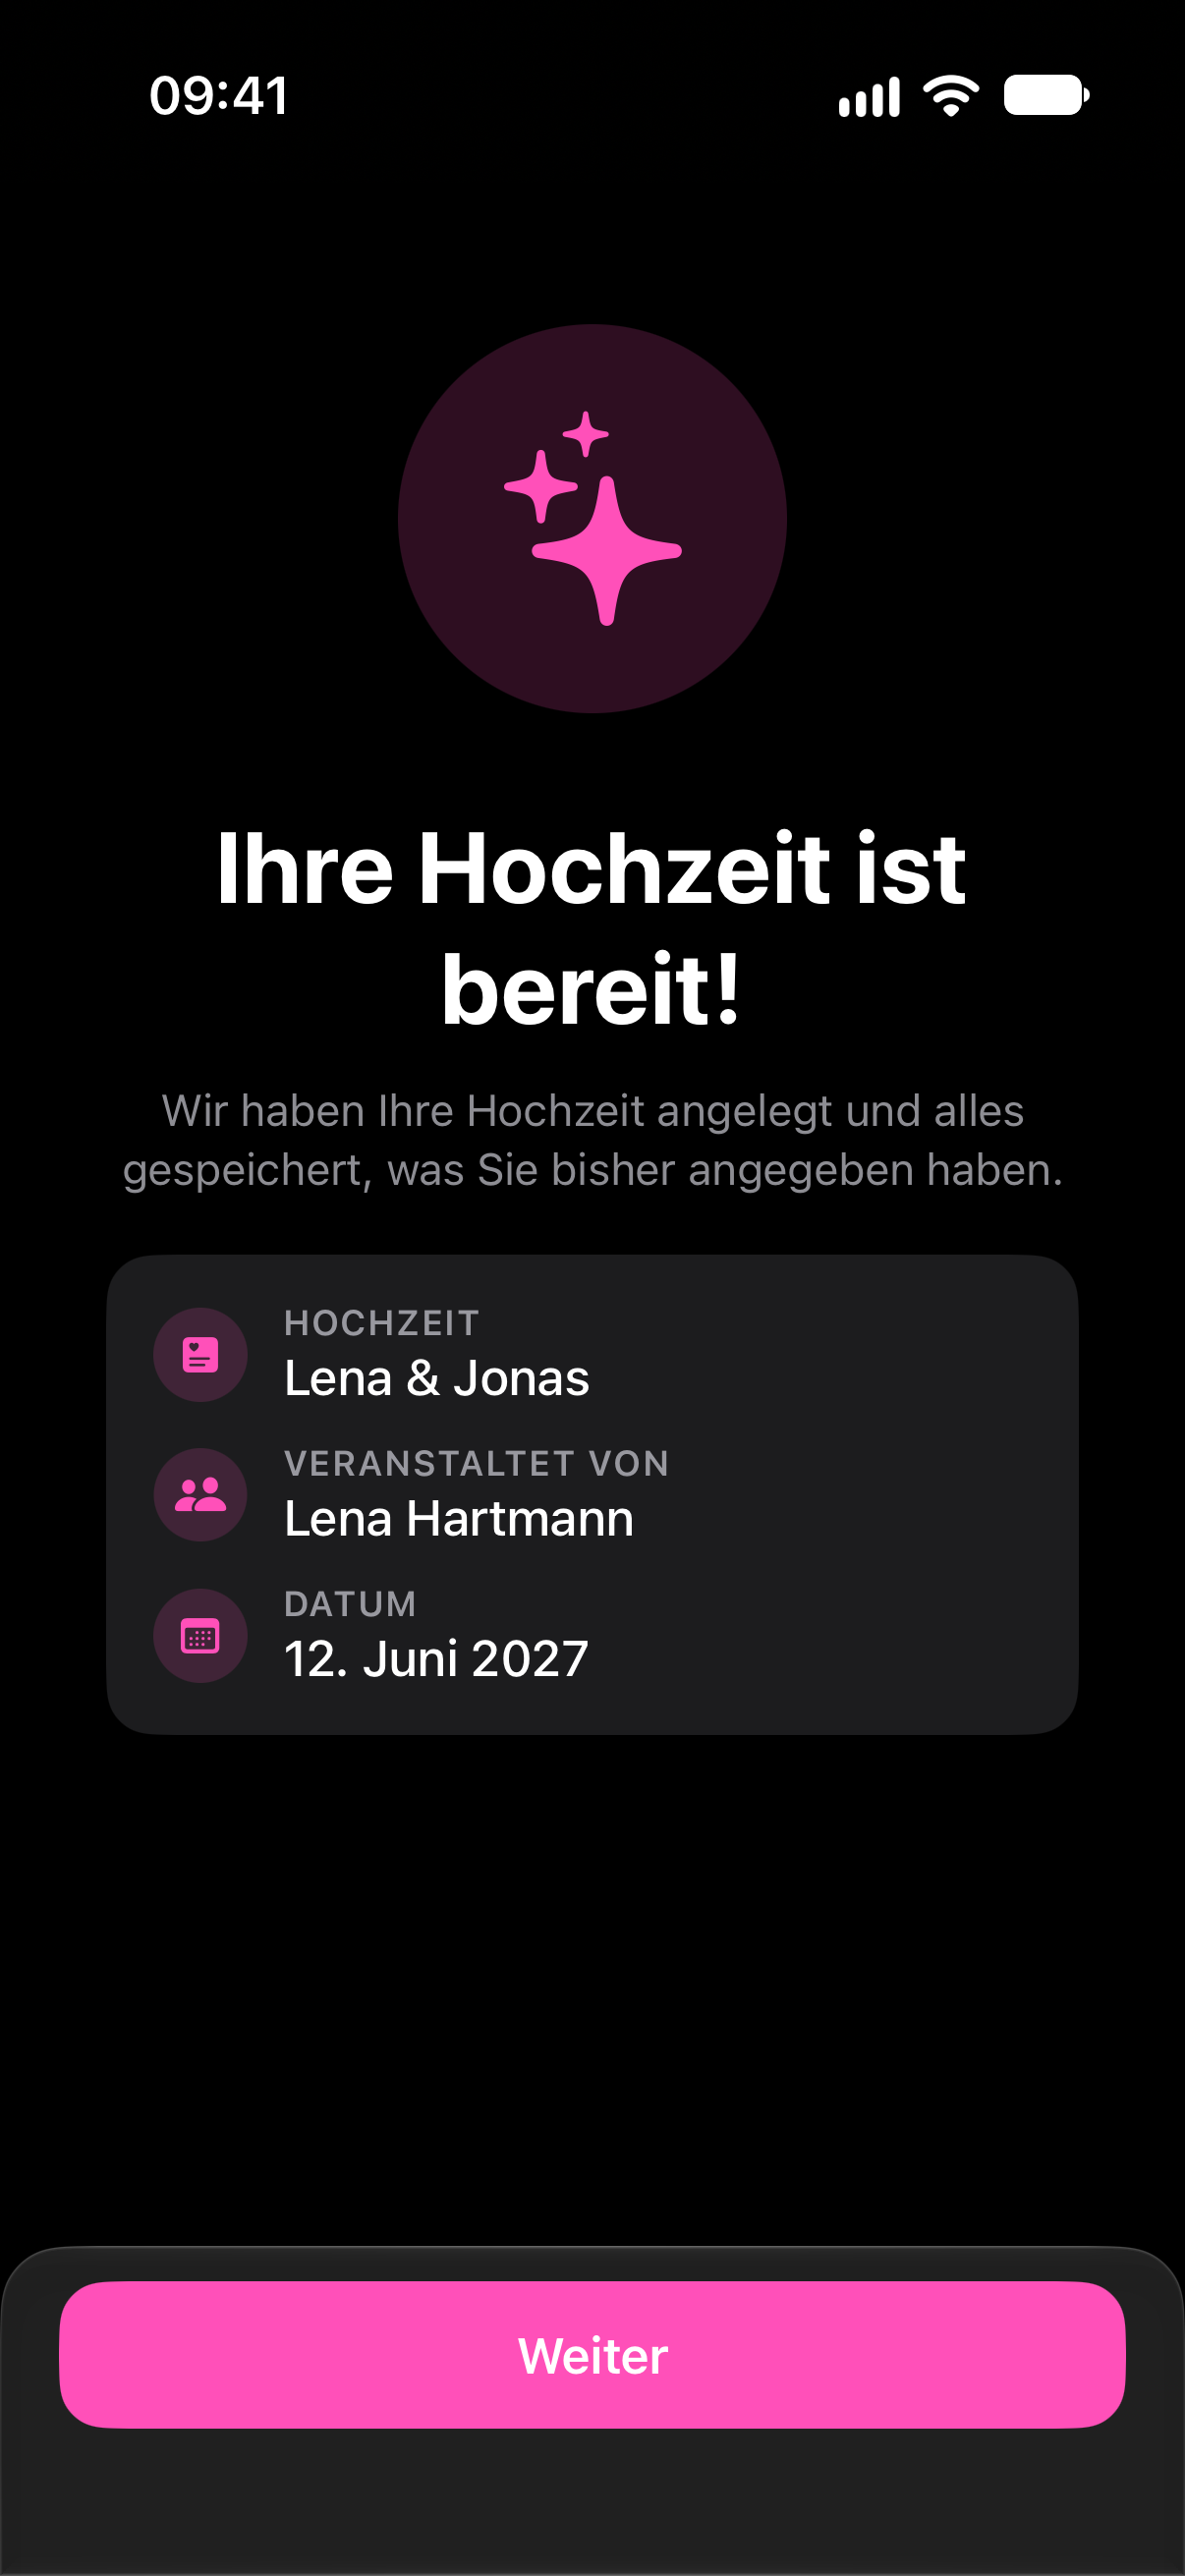 09:41
Ihre Hochzeit ist
bereit!
Wir haben Ihre Hochzeit angelegt und alles
gespeichert, was Sie bisher angegeben haben.
HOCHZEIT
Lena & Jonas
VERANSTALTET VON
Lena Hartmann
DATUM
12. Juni 2027
Weiter